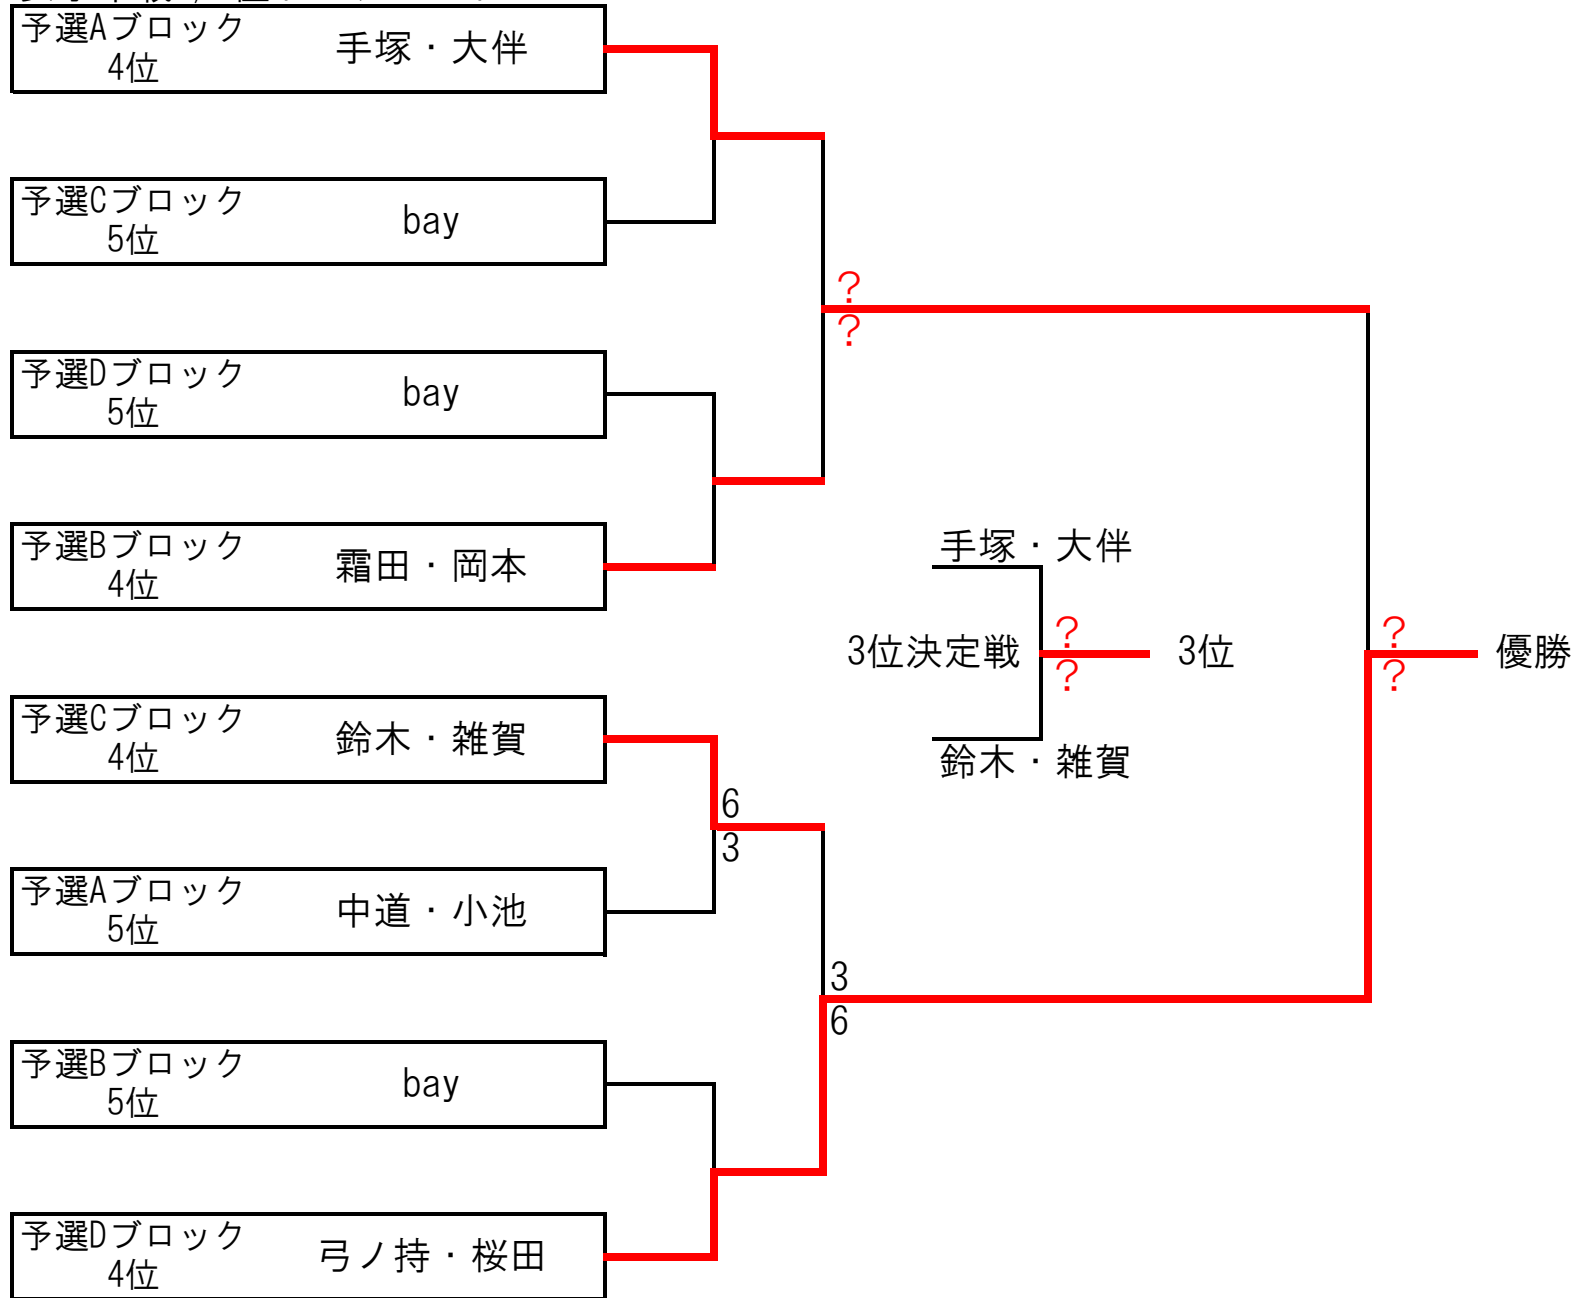 予選Aブロック
4位
手塚・大伴
予選Cブロック
5位
bay
?
?
予選Dブロック
5位
bay
予選Bブロック
4位
霜田・岡本
手塚・大伴
3位決定戦
?
?
3位
?
?
優勝
鈴木・雑賀
予選Cブロック
4位
鈴木・雑賀
6
3
予選Aブロック
5位
中道・小池
3
6
予選Bブロック
5位
bay
予選Dブロック
4位
弓ノ持・桜田